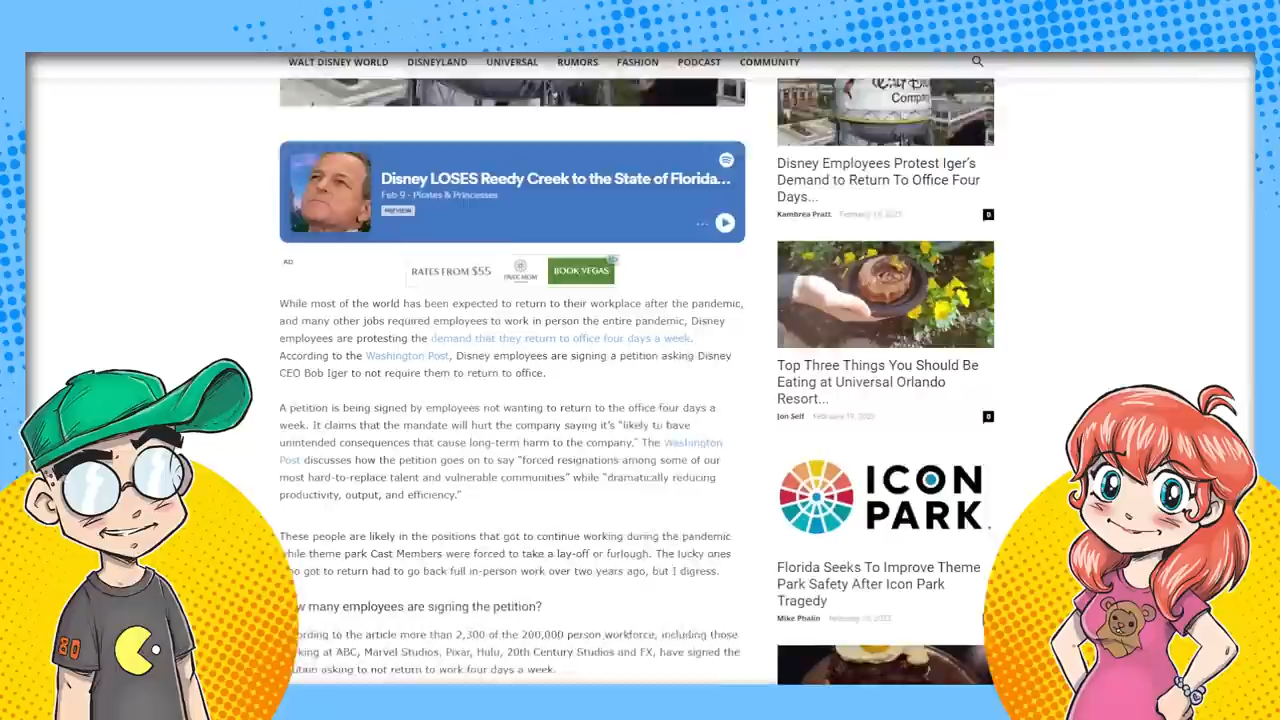 WALT DISNEY WORLD DISNEYLAND UNIVERSAL RUMORS FASHION PODCAST COMMUNITY
Disney LOSES Reedy Creek to the State of Florida...
Feb 9 - Pirates & Princesses
PREVIEW
AD
RATES FROM $55
PARK MGM
BOOK VEGAS
While most of the world has been expected to return to their workplace after the pandemic,
and many other jobs required employees to work in person the entire pandemic, Disney
employees are protesting the demand that they return to office four days a week.
According to the Washington Post, Disney employees are signing a petition asking Disney
CEO Bob Iger to not require them to return to office.
A petition is being signed by employees not wanting to return to the office four days a
week. It claims that the mandate will hurt the company saying it's "likely to have
unintended consequences that cause long-term harm to the company." The Washington
Post discusses how the petition goes on to say "forced resignations among some of our
most hard-to-replace talent and vulnerable communities" while "dramatically reducing
productivity, output, and efficiency."
These people are likely in the positions that got to continue working during the pandemic
while theme park Cast Members were forced to take a lay-off or furlough. The lucky ones
who got to return had to go back full in-person work over two years ago, but I digress.
many employees are signing the petition?
to the article more than 2,300 of the 200,000 person workforce, including those
at ABC, Marvel Studios, Pixar, Hulu, 20th Century Studios and FX, have signed the
asking to not return to work four days a week.
Company
Disney Employees Protest Iger's
Demand to Return To Office Four
Days...
Kambrea Pratt 0
Top Three Things You Should Be
Eating at Universal Orlando
Resort...
Jon Self 0
ICON
PARK.
Florida Seeks To Improve Theme
Park Safety After Icon Park
Tragedy
Mike Phalin 0
80